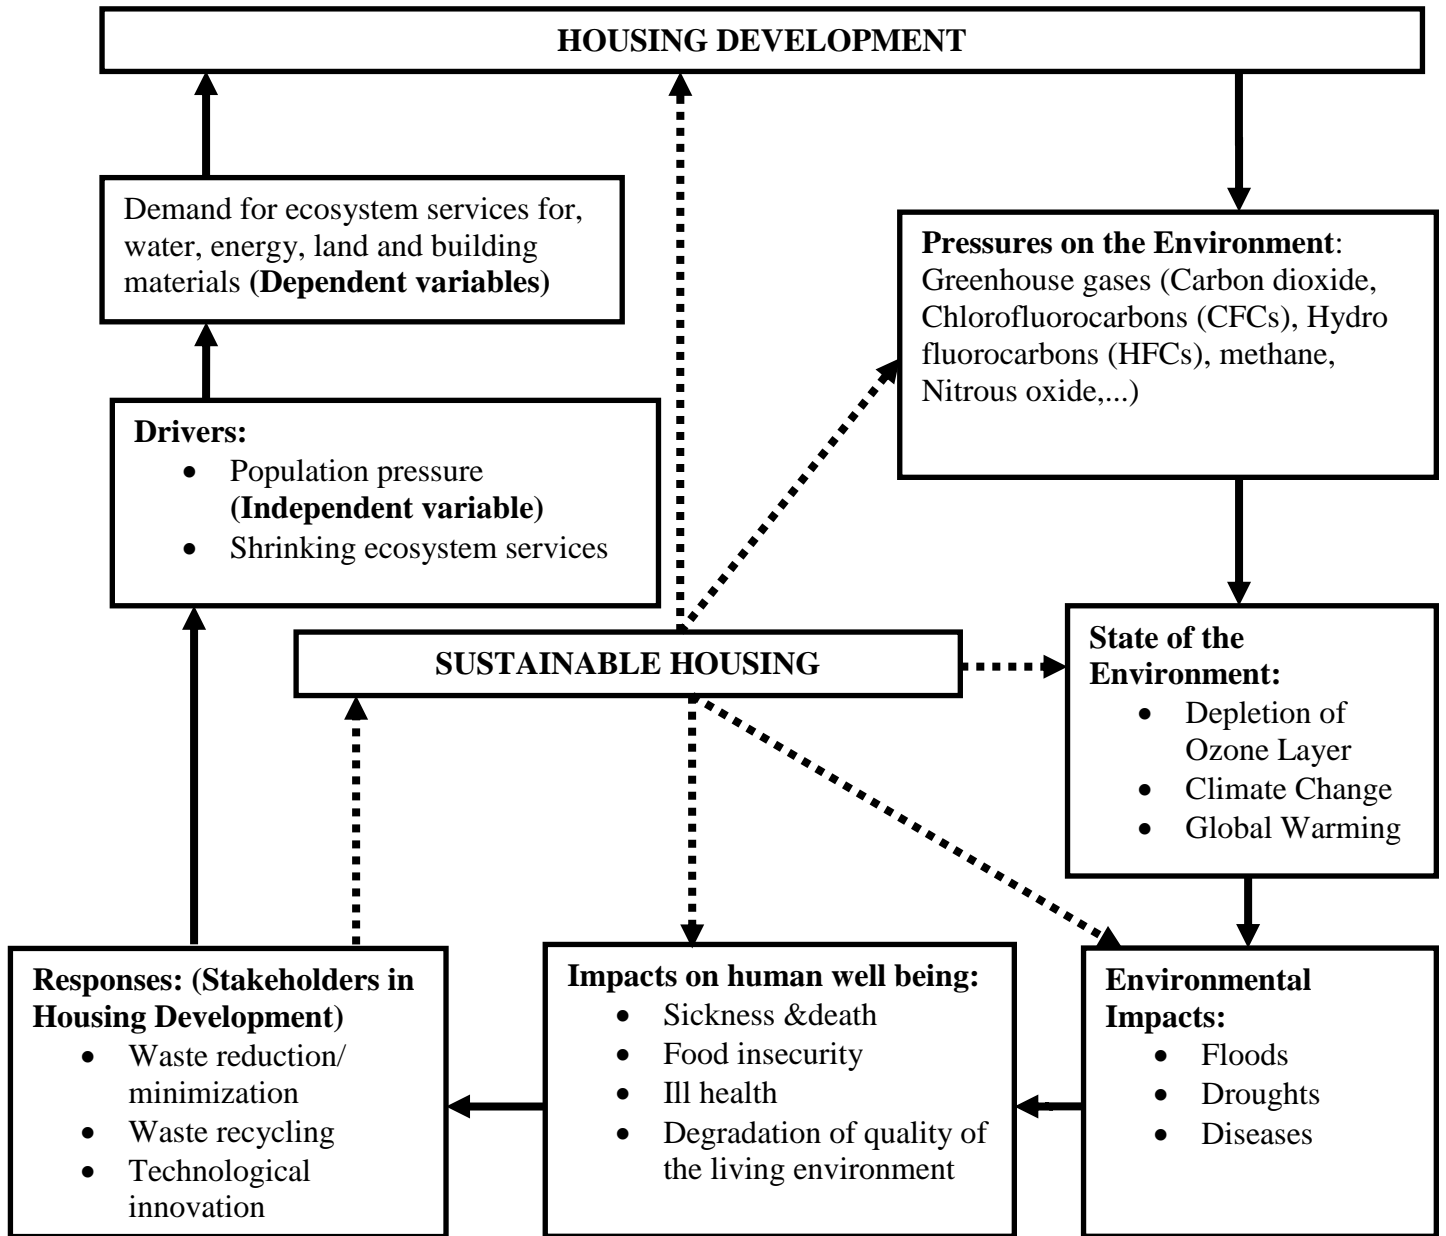 HOUSING DEVELOPMENT
Demand for ecosystem services for,
water, energy, land and building
materials (Dependent variables)
Pressures on the Environment:
Greenhouse gases (Carbon dioxide,
Chlorofluorocarbons (CFCs), Hydro
fluorocarbons (HFCs), methane,
Nitrous oxide,...)
Drivers:
• Population pressure
(Independent variable)
• Shrinking ecosystem services
SUSTAINABLE HOUSING
State of the
Environment:
• Depletion of
Ozone Layer
• Climate Change
• Global Warming
Responses: (Stakeholders in
Housing Development)
• Waste reduction/
minimization
• Waste recycling
• Technological
innovation
Impacts on human well being:
• Sickness &death
• Food insecurity
• Ill health
• Degradation of quality of
the living environment
Environmental
Impacts:
• Floods
• Droughts
• Diseases